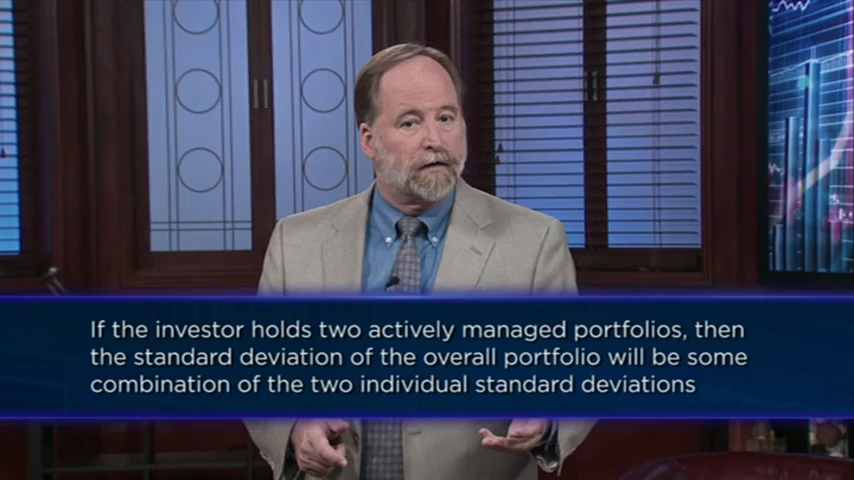 If the investor holds two actively managed portfolios, then
the standard deviation of the overall portfolio will be some
combination of the two individual standard deviations